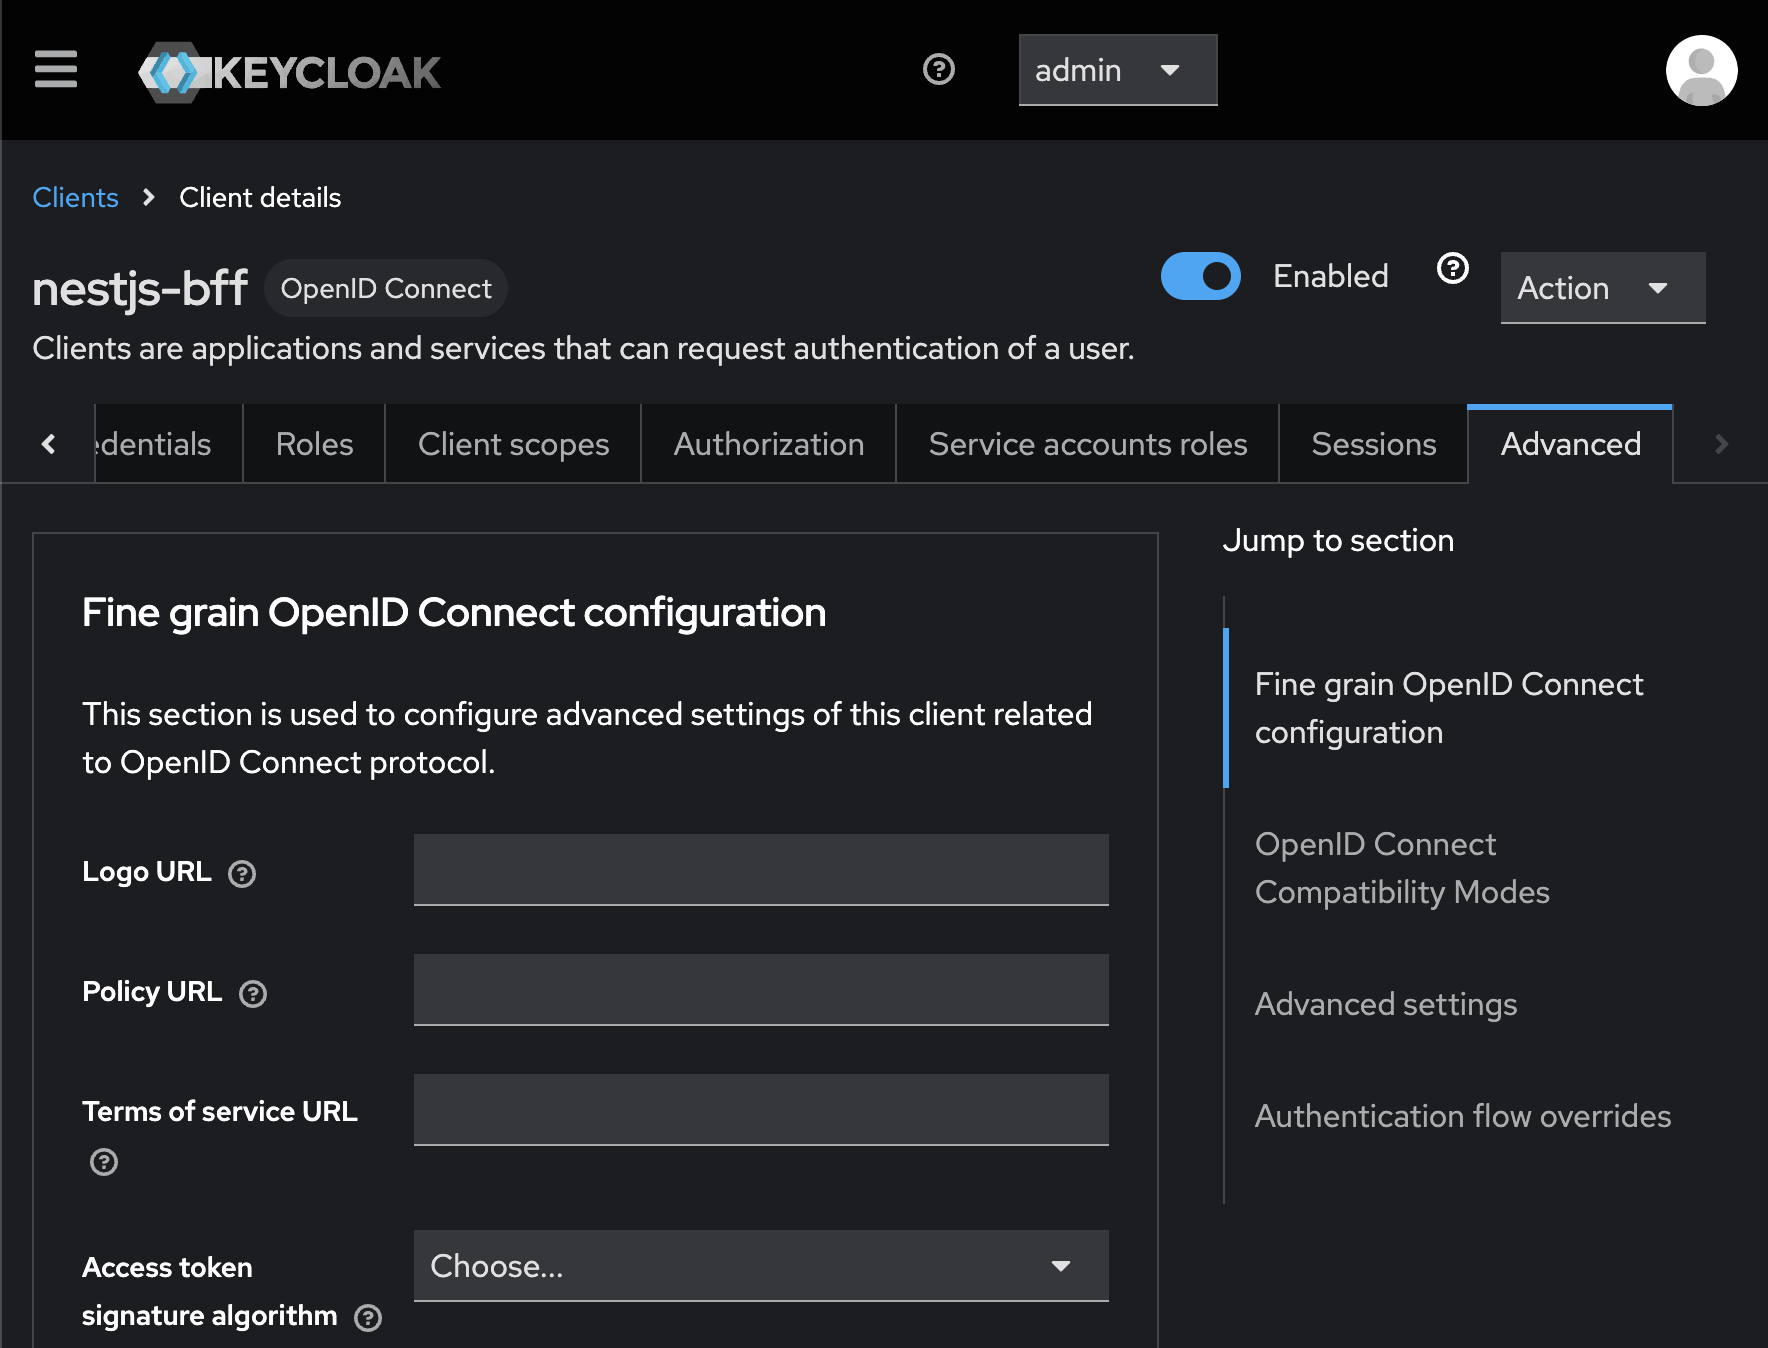 KEYCLOAK
admin
Clients
Client details
nestjs-bff
OpenID Connect
Enabled
Action
Clients are applications and services that can request authentication of a user.
edentials
Roles
Client scopes
Authorization
Service accounts roles
Sessions
Advanced
Jump to section
Fine grain OpenID Connect configuration
This section is used to configure advanced settings of this client related
to OpenID Connect protocol.
Logo URL
Policy URL
Terms of service URL
Access token
signature algorithm
Choose...
Fine grain OpenID Connect
configuration
OpenID Connect
Compatibility Modes
Advanced settings
Authentication flow overrides